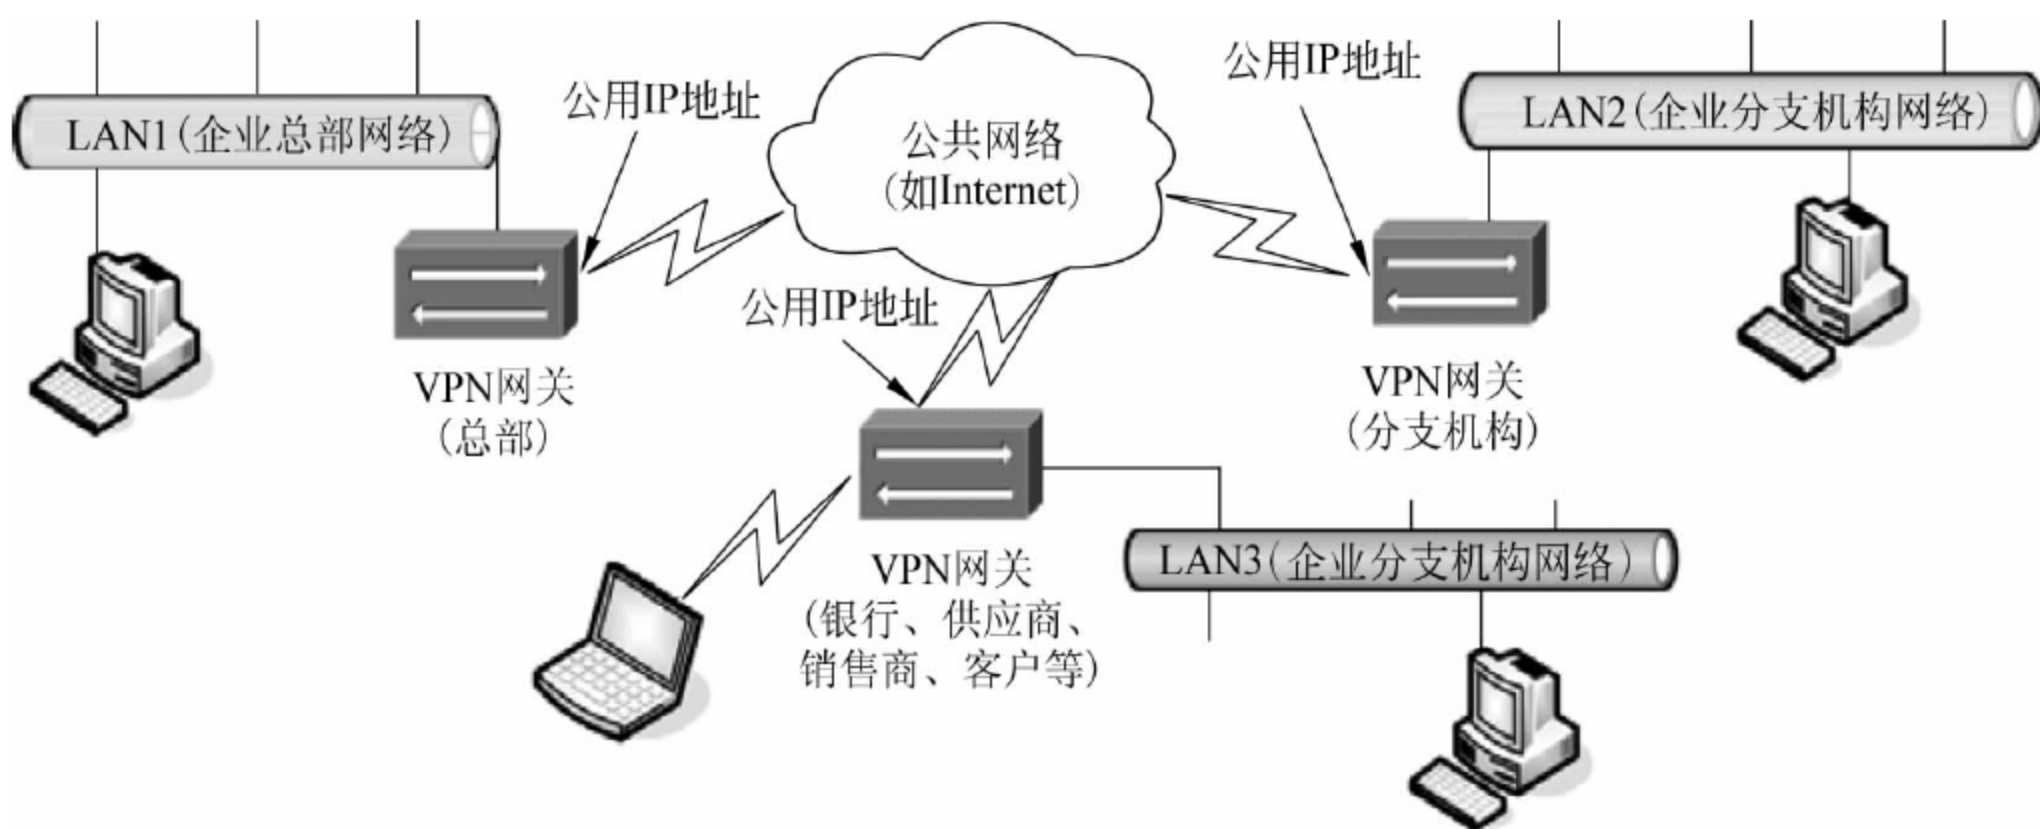 公用IP地址
LAN1(企业总部网络)
公用IP地址
公共网络
(如Internet)
LAN2(企业分支机构网络)
公用IP地址
VPN网关
(总部)
VPN网关
(分支机构)
VPN网关
(银行、供应商、
销售商、客户等)
LAN3(企业分支机构网络)